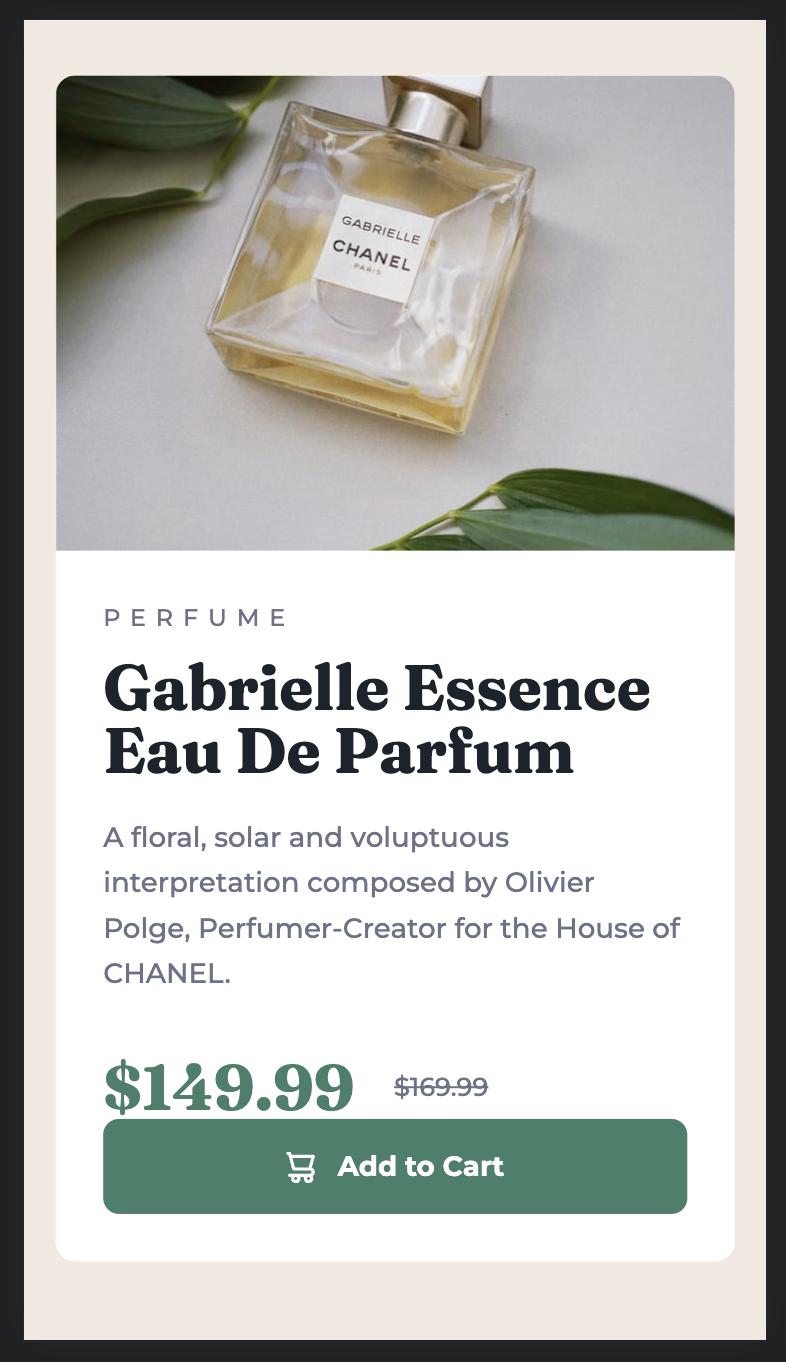 GABRIELLE
CHANEL
PARIS
PERFUME
Gabrielle Essence
Eau De Parfum
A floral, solar and voluptuous
interpretation composed by Olivier
Polge, Perfumer-Creator for the House of
CHANEL.
$149.99 $169.99
Add to Cart